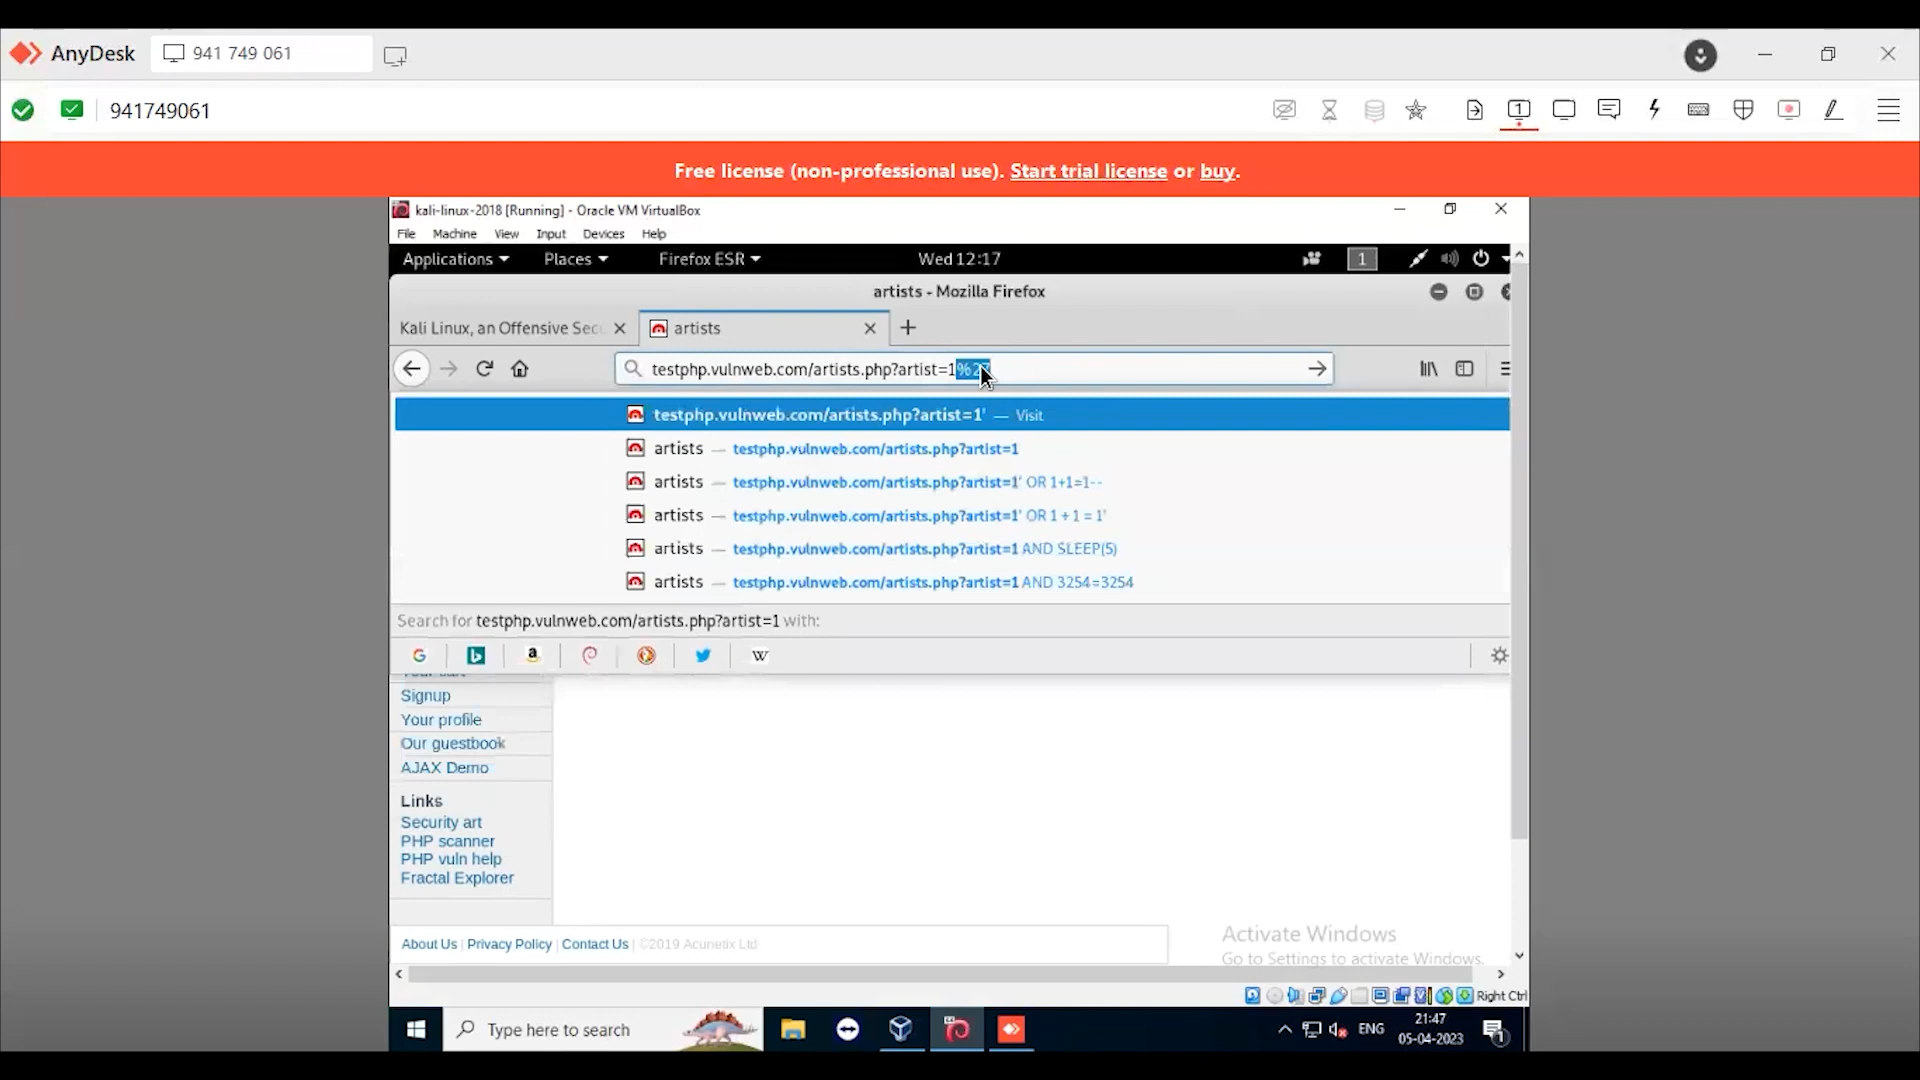 AnyDesk 941 749 061
941749061
Free license (non-professional use). Start trial license or buy.
kali-linux-2018 [Running] - Oracle VM VirtualBox
File Machine View Input Devices Help
Applications Places Firefox ESR Wed 12:17 1
artists - Mozilla Firefox
Kali Linux, an Offensive Sec artists
testphp.vulnweb.com/artists.php?artist=1%27
testphp.vulnweb.com/artists.php?artist=1' — Visit
artists — testphp.vulnweb.com/artists.php?artist=1
artists — testphp.vulnweb.com/artists.php?artist=1' OR 1+1=1--
artists — testphp.vulnweb.com/artists.php?artist=1' OR 1 + 1 = 1'
artists — testphp.vulnweb.com/artists.php?artist=1 AND SLEEP(5)
artists — testphp.vulnweb.com/artists.php?artist=1 AND 3254=3254
Search for testphp.vulnweb.com/artists.php?artist=1 with:
Signup
Your profile
Our guestbook
AJAX Demo
Links
Security art
PHP scanner
PHP vuln help
Fractal Explorer
About Us | Privacy Policy | Contact Us | ©2019 Acunetix Ltd
Activate Windows
Go to Settings to activate Windows.
Right Ctrl
Type here to search
ENG
21:47
05-04-2023
1